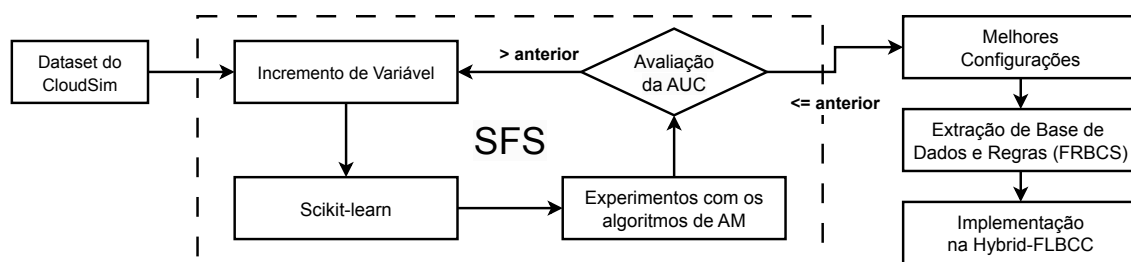 Dataset do
CloudSim
Incremento de Variável
> anterior
Avaliação
da AUC
<= anterior
Melhores
Configurações
SFS
Extração de Base de
Dados e Regras (FRBCS)
Scikit-learn
Experimentos com os
algoritmos de AM
Implementação
na Hybrid-FLBCC